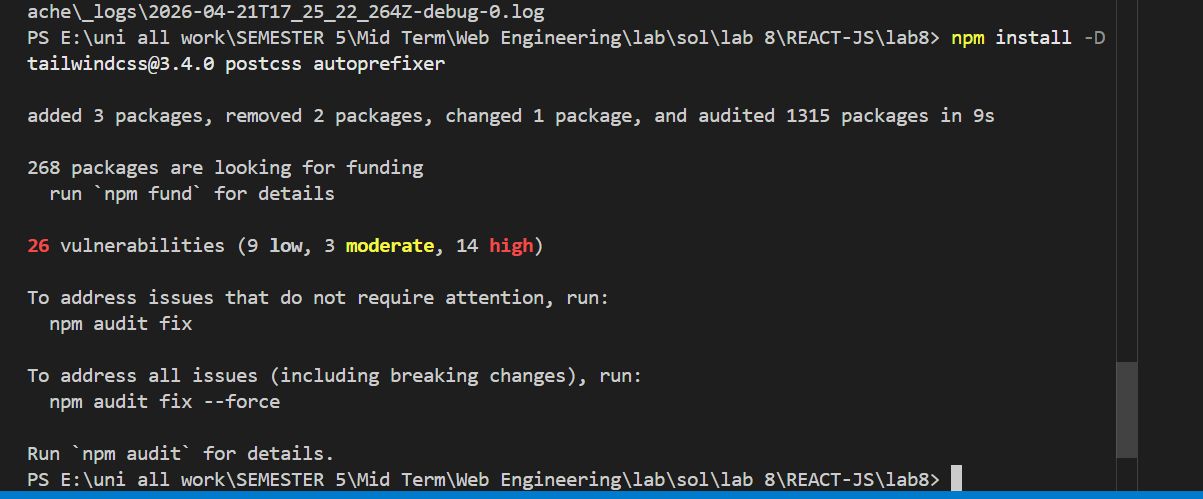 ache\_logs\2026-04-21T17_25_22_264Z-debug-0.log
PS E:\uni all work\SEMESTER 5\Mid Term\Web Engineering\lab\sol\lab 8\REACT-JS\lab8> npm install -D
tailwindcss@3.4.0 postcss autoprefixer
added 3 packages, removed 2 packages, changed 1 package, and audited 1315 packages in 9s
268 packages are looking for funding
run `npm fund` for details
26 vulnerabilities (9 low, 3 moderate, 14 high)
To address issues that do not require attention, run:
npm audit fix
To address all issues (including breaking changes), run:
npm audit fix --force
Run `npm audit` for details.
PS E:\uni all work\SEMESTER 5\Mid Term\Web Engineering\lab\sol\lab 8\REACT-JS\lab8>